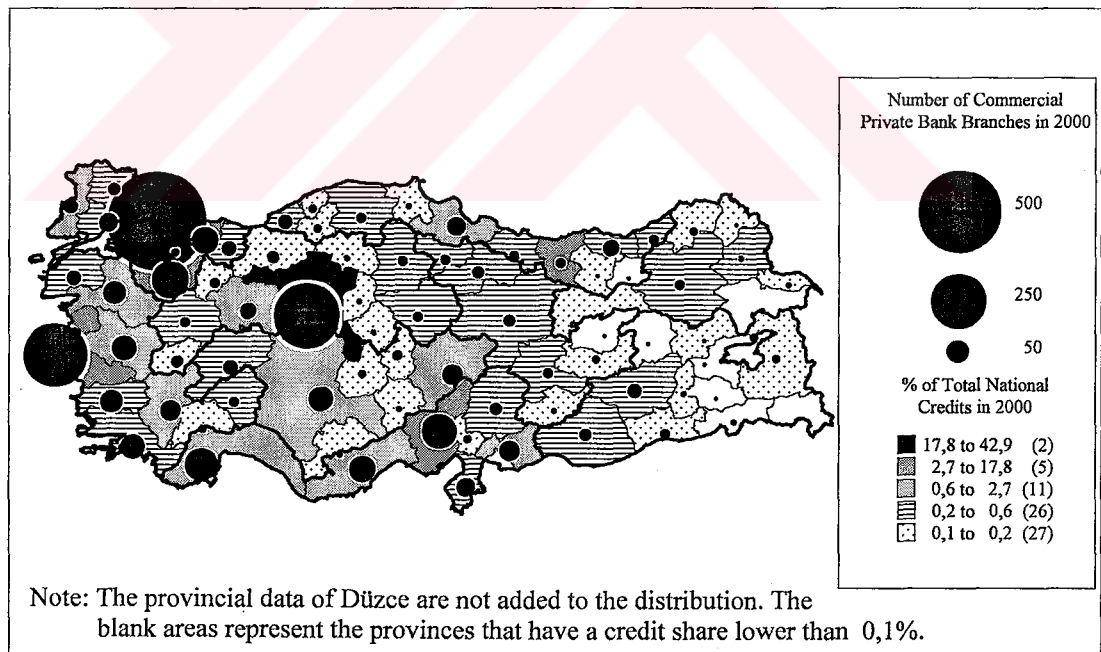 Number of Commercial
Private Bank Branches in 2000
500
250
50
% of Total National
Credits in 2000
17,8 to 42,9 (2)
2,7 to 17,8 (5)
0,6 to 2,7 (11)
0,2 to 0,6 (26)
0,1 to 0,2 (27)
Note: The provincial data of Düzce are not added to the distribution. The
blank areas represent the provinces that have a credit share lower than 0,1%.